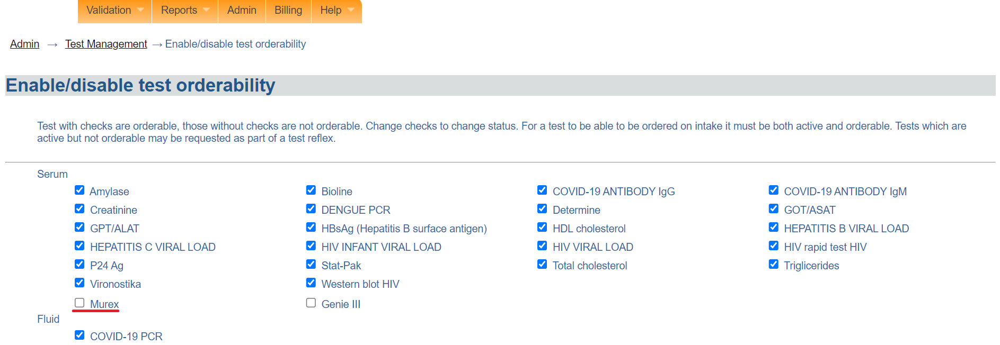 Validation Reports Admin Billing Help
Admin → Test Management → Enable/disable test orderability
Enable/disable test orderability
Test with checks are orderable, those without checks are not orderable. Change checks to change status. For a test to be able to be ordered on intake it must be both active and orderable. Tests which are
active but not orderable may be requested as part of a test reflex.
Serum
Amylase Bioline COVID-19 ANTIBODY IgG COVID-19 ANTIBODY IgM
Creatinine DENGUE PCR Determine GOT/ASAT
GPT/ALAT HBsAg (Hepatitis B surface antigen) HDL cholesterol HEPATITIS B VIRAL LOAD
HEPATITIS C VIRAL LOAD HIV INFANT VIRAL LOAD HIV VIRAL LOAD HIV rapid test HIV
P24 Ag Stat-Pak Total cholesterol Triglicerides
Vironostika Western blot HIV
Murex Genie III
Fluid
COVID-19 PCR